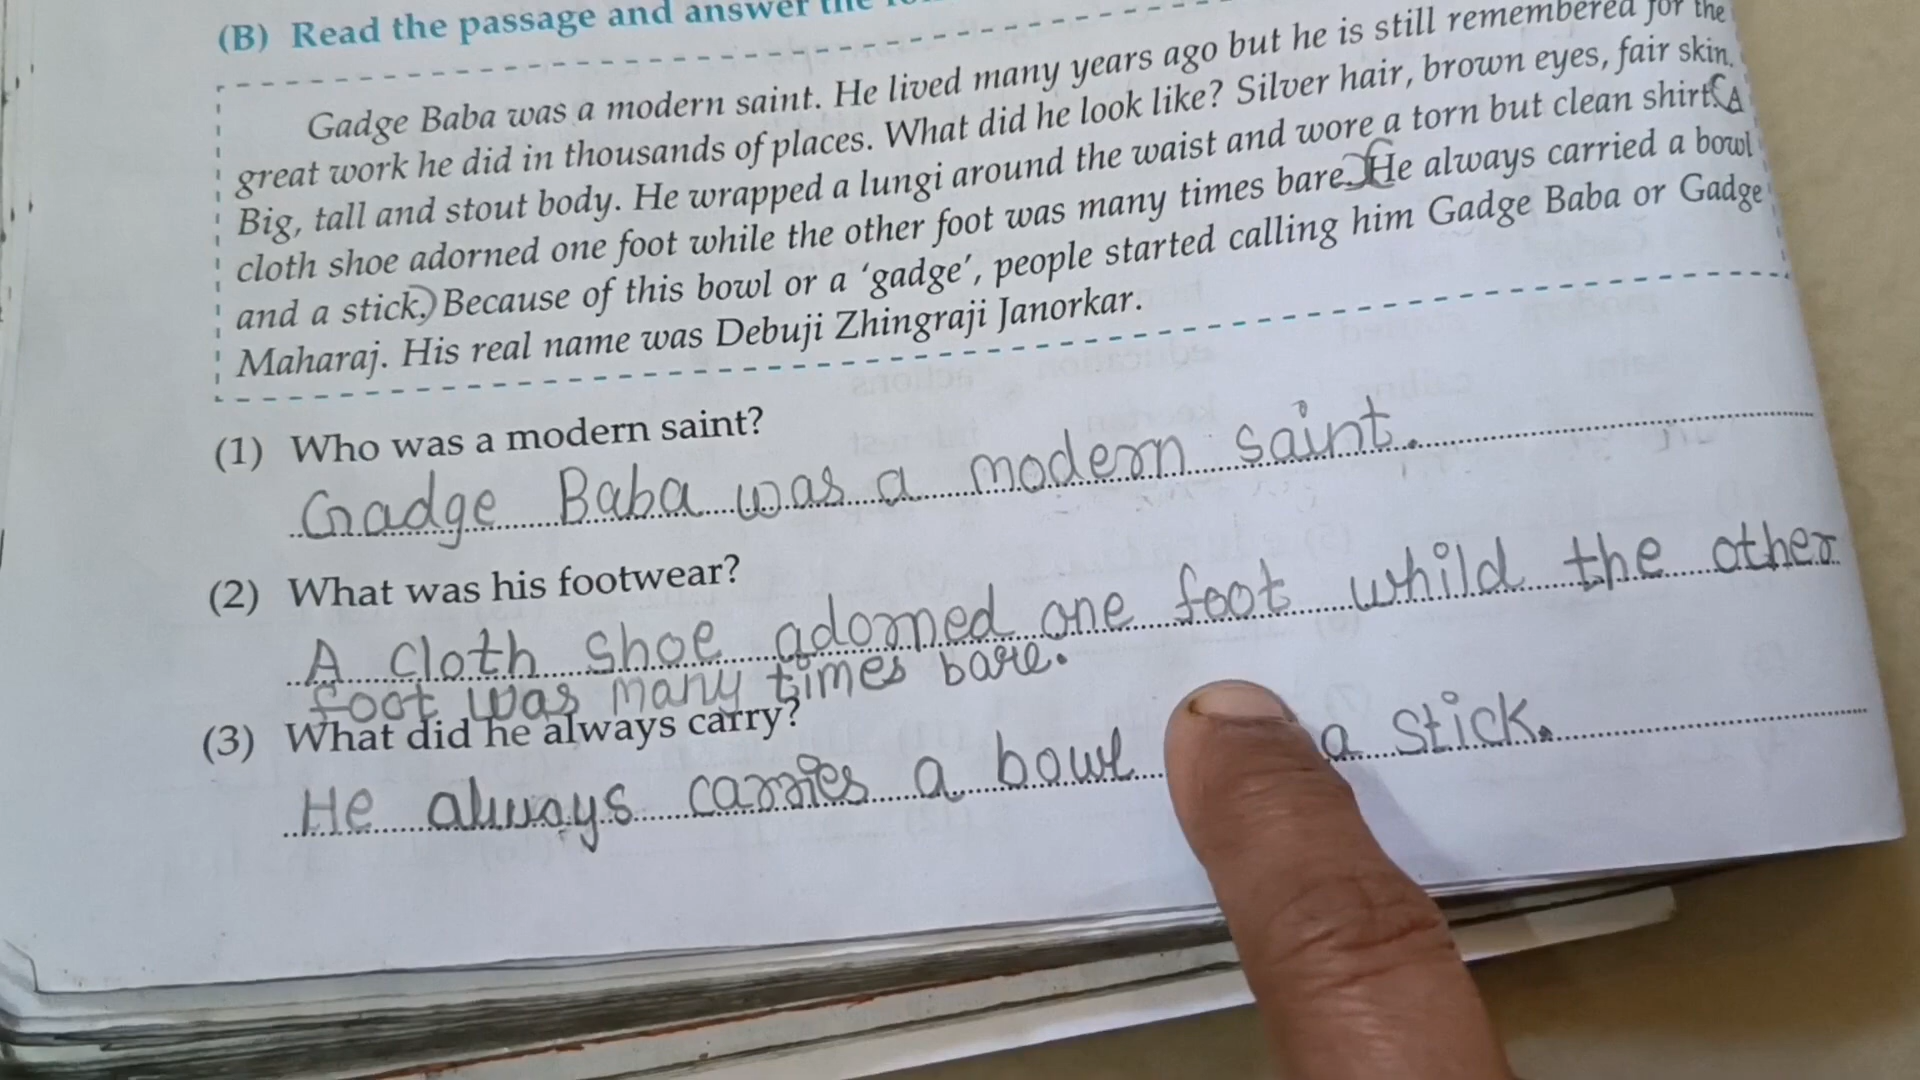 (B) Read the passage and answer the
Gadge Baba was a modern saint. He lived many years ago but he is still remembered for the
great work he did in thousands of places. What did he look like? Silver hair, brown eyes, fair skin.
Big, tall and stout body. He wrapped a lungi around the waist and wore a torn but clean shirt. A
cloth shoe adorned one foot while the other foot was many times bare. He always carried a bowl
and a stick. Because of this bowl or a ‘gadge’, people started calling him Gadge Baba or Gadge
Maharaj. His real name was Debuji Zhingraji Janorkar.
(1) Who was a modern saint?
Gadge Baba was a modern saint.
(2) What was his footwear?
A cloth shoe adorned one foot whild the other
foot was many times bare.
(3) What did he always carry?
He always carries a bowl a stick.